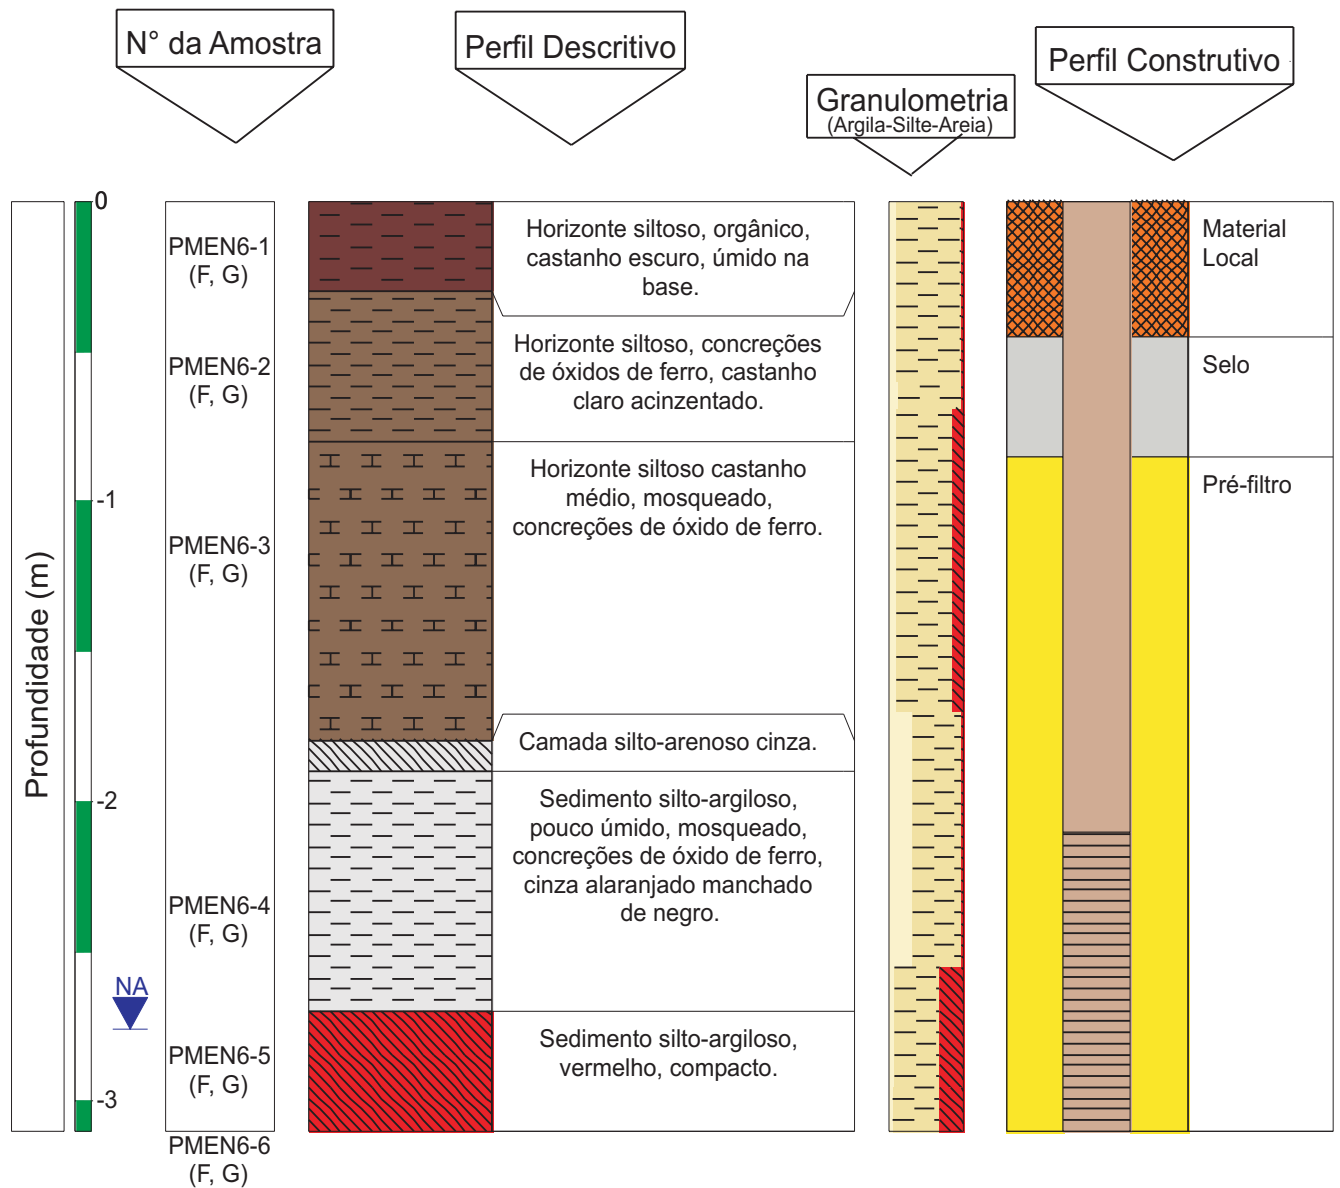 N° da Amostra
Perfil Descritivo
Granulometria
(Argila-Silte-Areia)
Perfil Construtivo
Profundidade (m)
0
-1
-2
-3
NA
PMEN6-1
(F, G)
PMEN6-2
(F, G)
PMEN6-3
(F, G)
PMEN6-4
(F, G)
PMEN6-5
(F, G)
PMEN6-6
(F, G)
Horizonte siltoso, orgânico,
castanho escuro, úmido na
base.
Horizonte siltoso, concreções
de óxidos de ferro, castanho
claro acinzentado.
Horizonte siltoso castanho
médio, mosqueado,
concreções de óxido de ferro.
Camada silto-arenoso cinza.
Sedimento silto-argiloso,
pouco úmido, mosqueado,
concreções de óxido de ferro,
cinza alaranjado manchado
de negro.
Sedimento silto-argiloso,
vermelho, compacto.
Material
Local
Selo
Pré-filtro